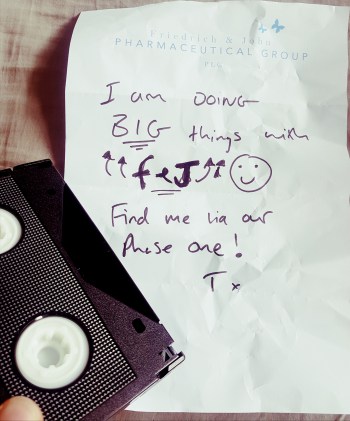 Friedrich & John
PHARMACEUTICAL GROUP
PLC
I am DOING
BIG things with
↑↑ f&J ↑↑ ☺
Find me via our
Phase one!
T x